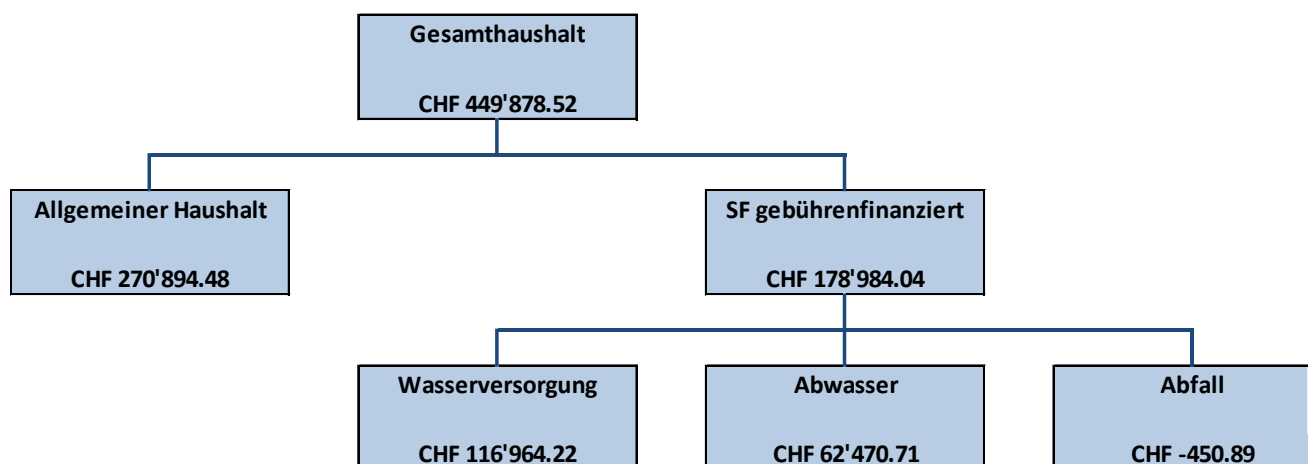 Gesamthaushalt
CHF 449'878.52
Allgemeiner Haushalt
CHF 270'894.48
SF gebührenfinanziert
CHF 178'984.04
Wasserversorgung
CHF 116'964.22
Abwasser
CHF 62'470.71
Abfall
CHF -450.89